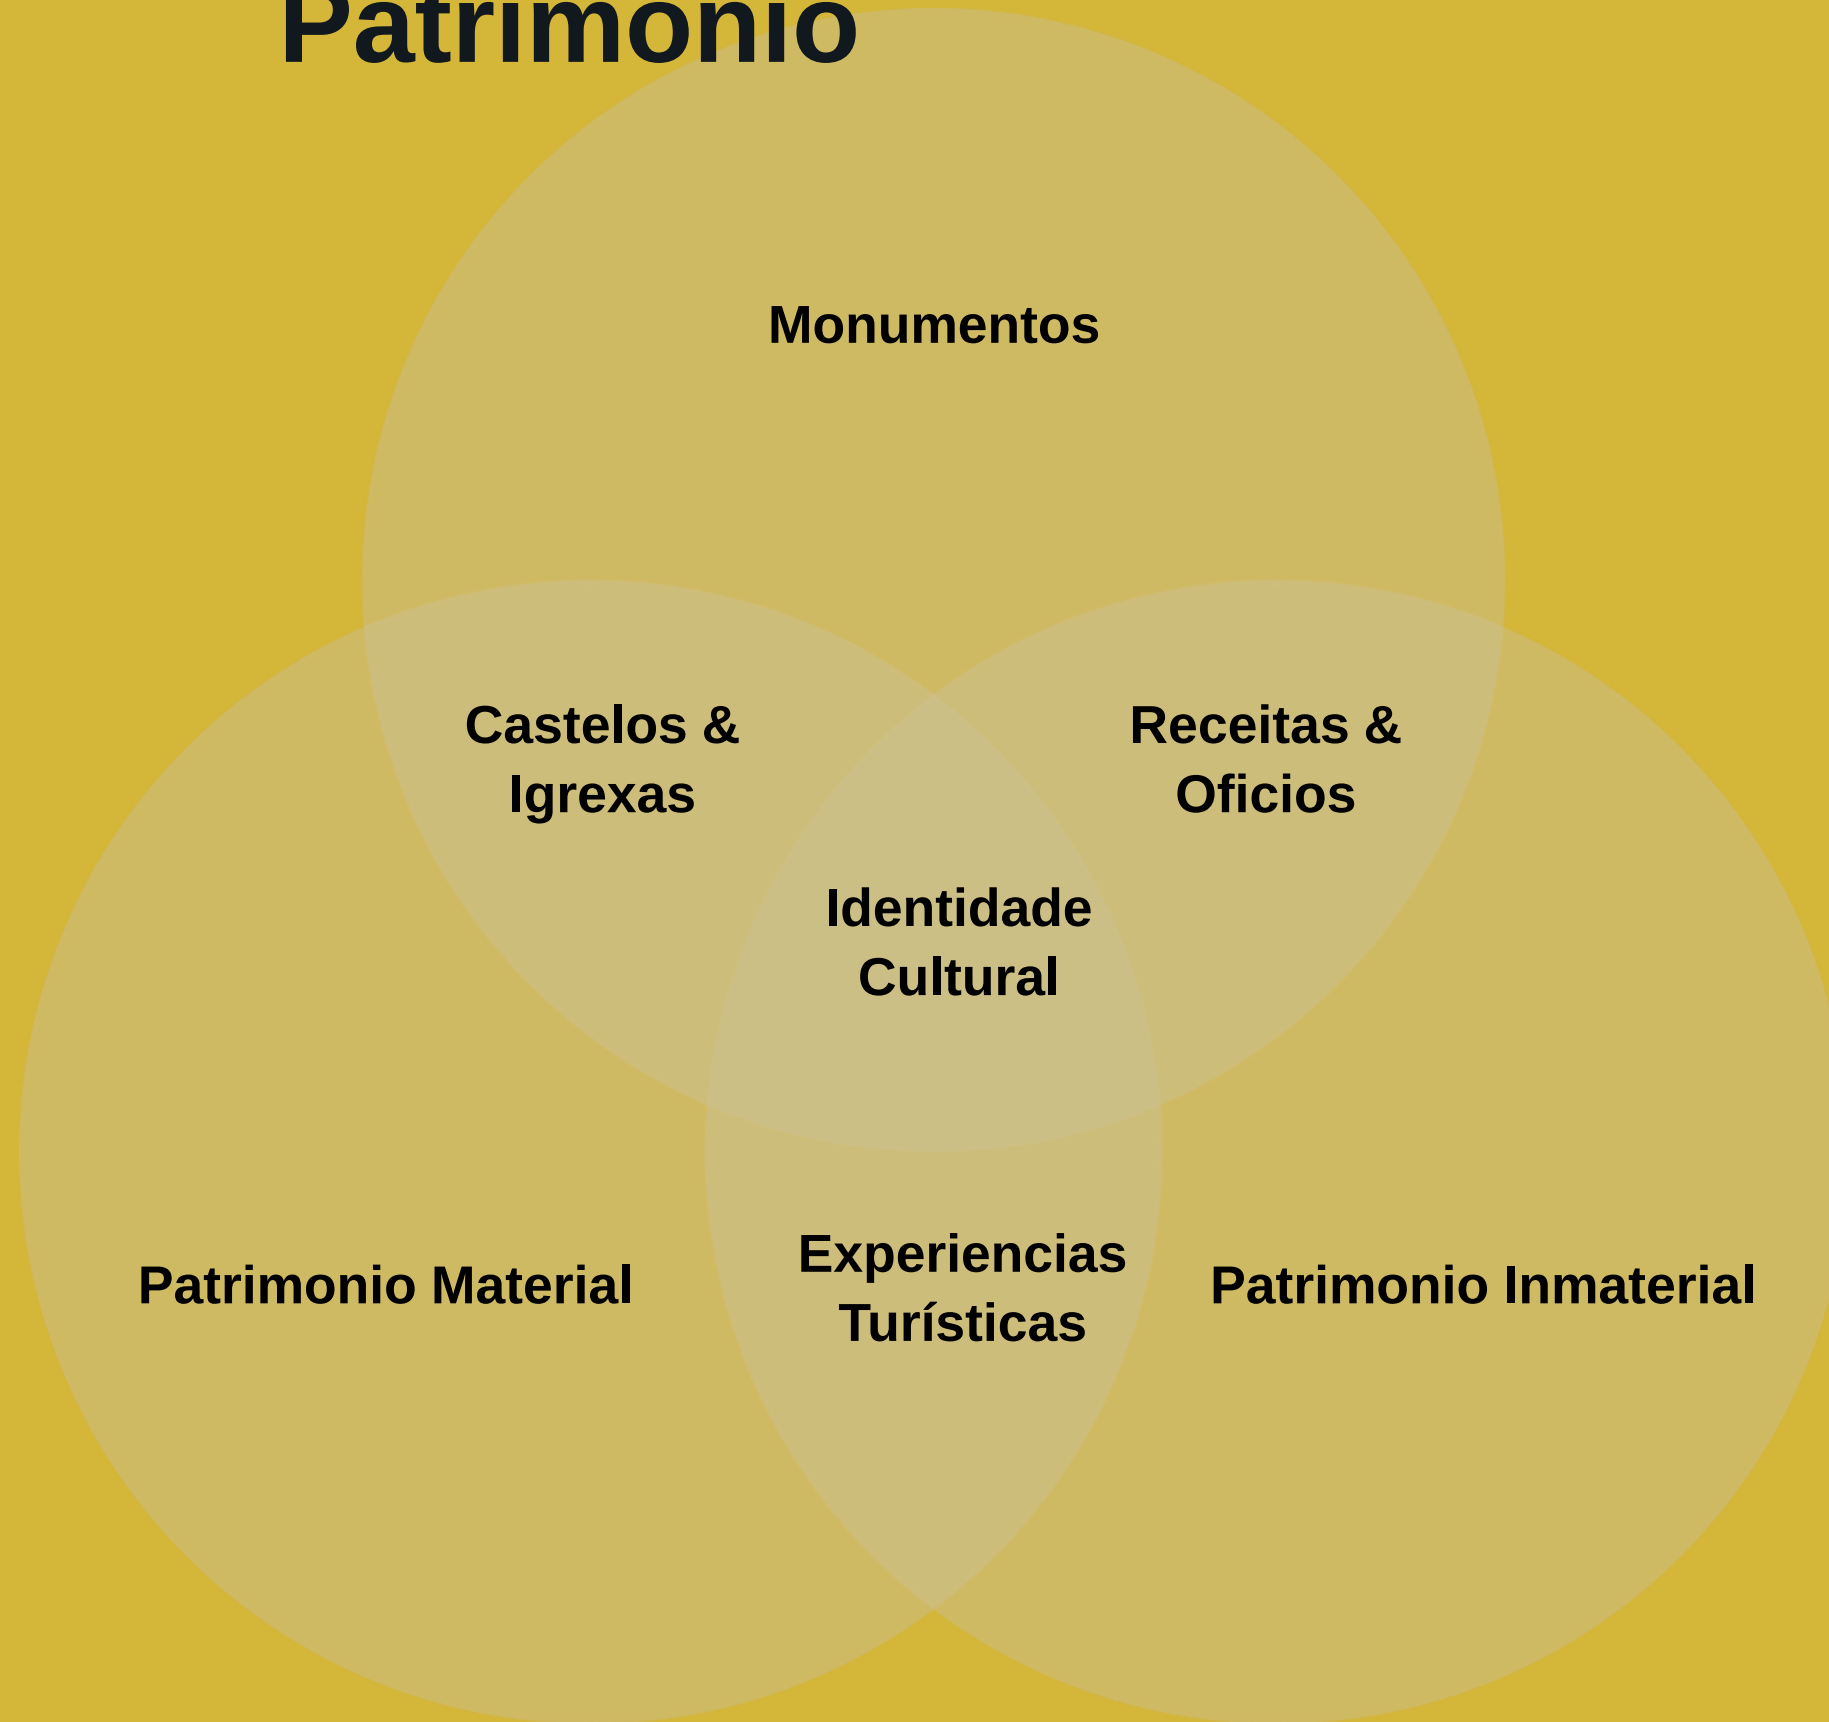 Patrimonio
Monumentos
Castelos &
Igrexas
Receitas &
Oficios
Identidade
Cultural
Patrimonio Material
Experiencias
Turísticas
Patrimonio Inmaterial